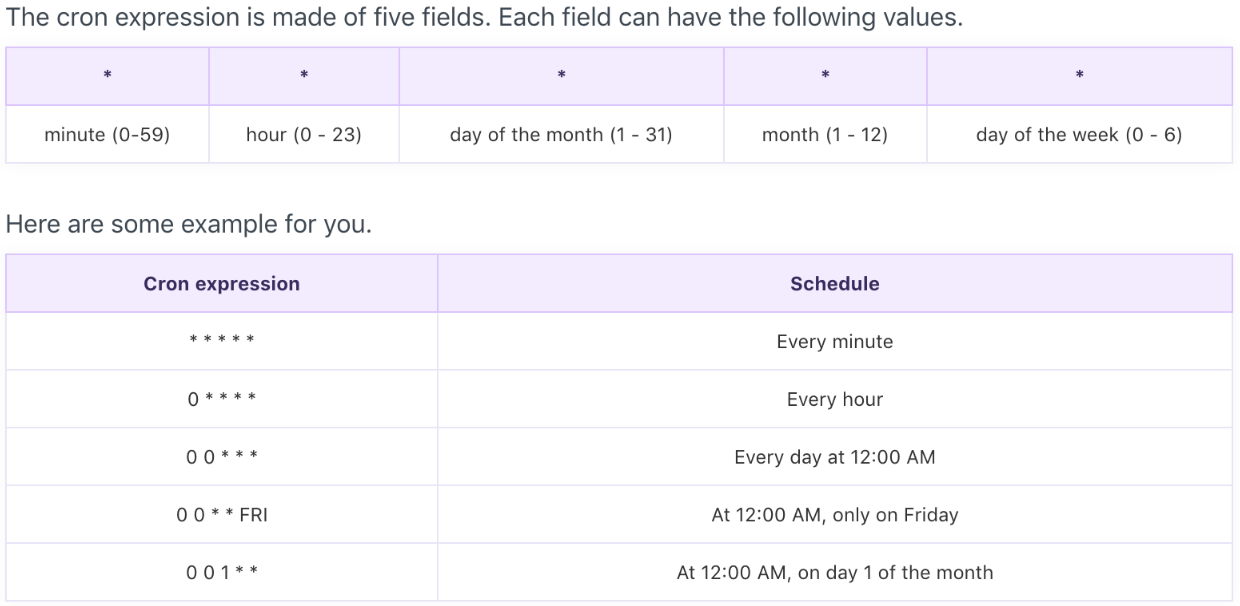 The cron expression is made of five fields. Each field can have the following values.
* * * * *
minute (0-59) hour (0 - 23) day of the month (1 - 31) month (1 - 12) day of the week (0 - 6)
Here are some example for you.
Cron expression Schedule
* * * * * Every minute
0 * * * * Every hour
0 0 * * * Every day at 12:00 AM
0 0 * * FRI At 12:00 AM, only on Friday
0 0 1 * * At 12:00 AM, on day 1 of the month